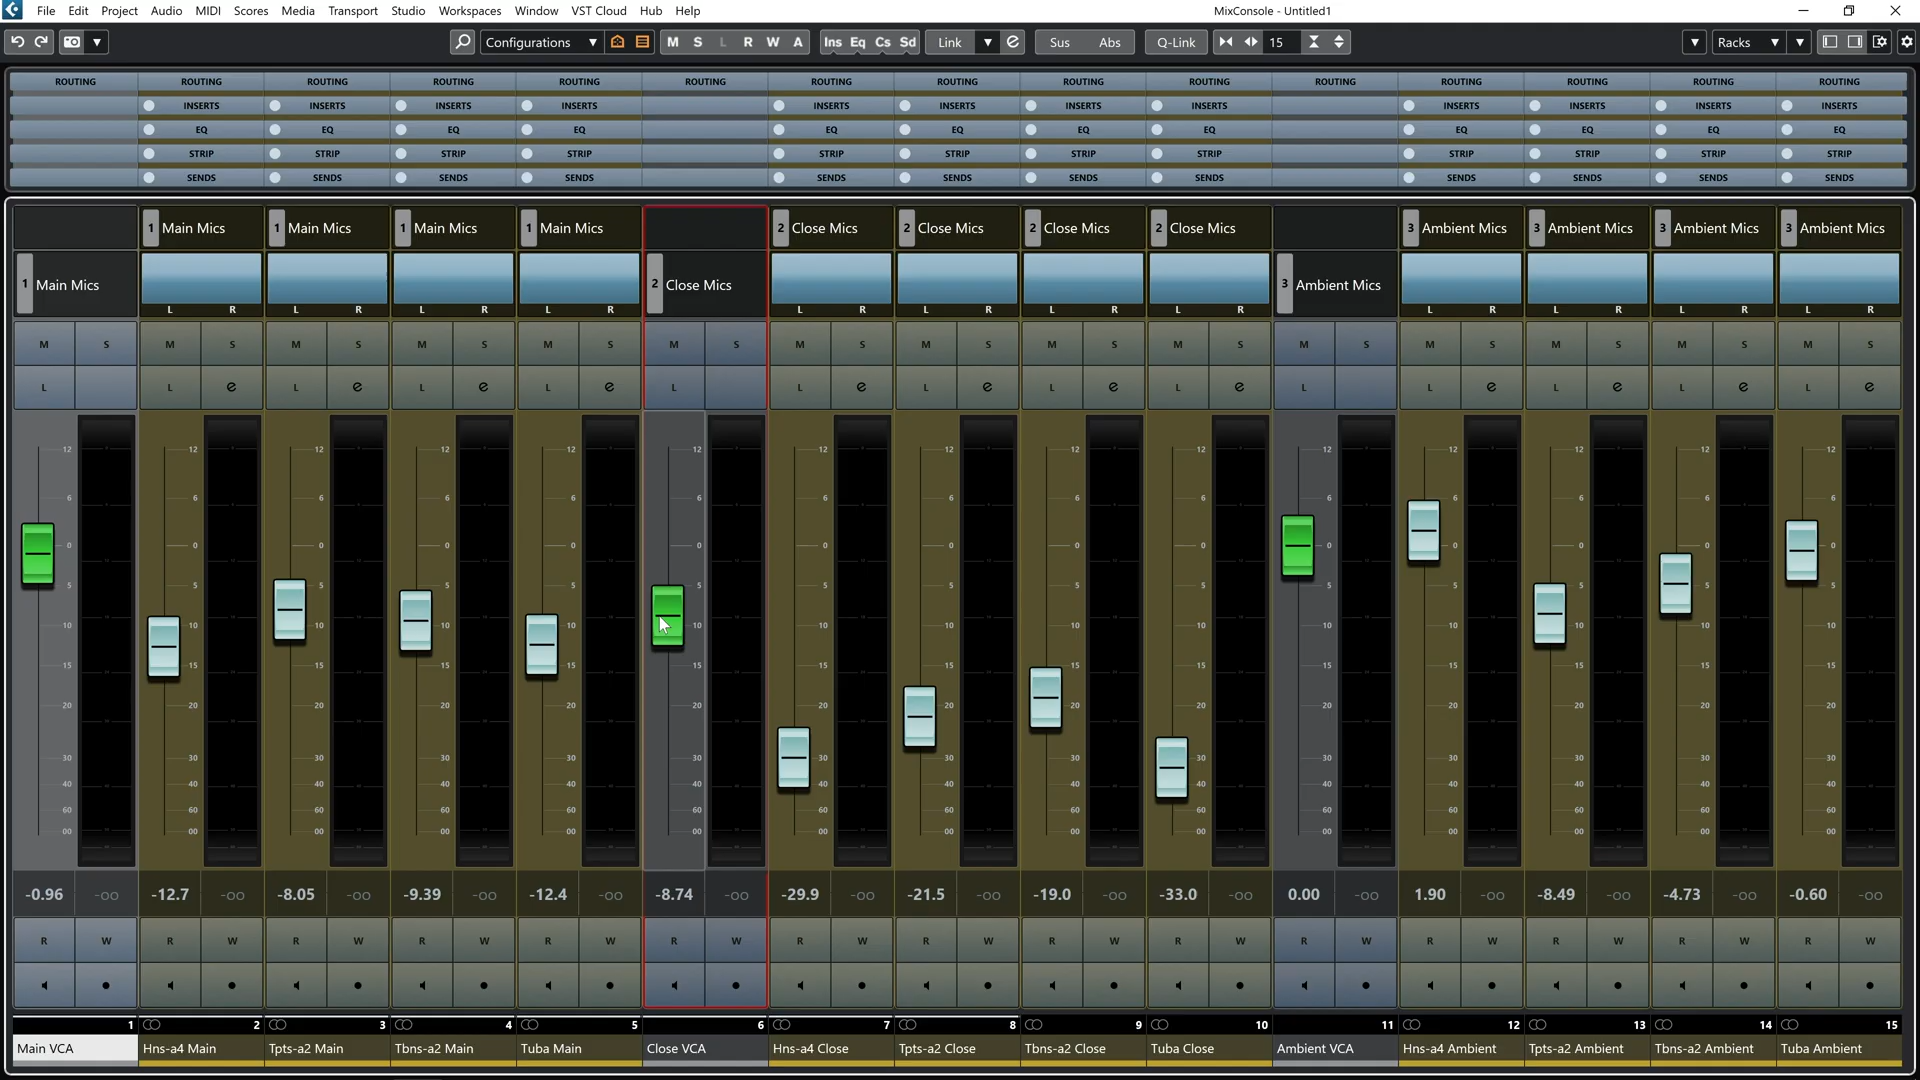 File Edit Project Audio MIDI Scores Media Transport Studio Workspaces Window VST Cloud Hub Help MixConsole - Untitled1
Configurations M S L R W A Ins Eq Cs Sd Link e Sus Abs Q-Link 15 Racks
ROUTING ROUTING ROUTING ROUTING ROUTING ROUTING ROUTING ROUTING ROUTING ROUTING ROUTING ROUTING ROUTING ROUTING ROUTING
INSERTS INSERTS INSERTS INSERTS INSERTS INSERTS INSERTS INSERTS INSERTS INSERTS INSERTS INSERTS
EQ EQ EQ EQ EQ EQ EQ EQ EQ EQ EQ EQ
STRIP STRIP STRIP STRIP STRIP STRIP STRIP STRIP STRIP STRIP STRIP STRIP
SENDS SENDS SENDS SENDS SENDS SENDS SENDS SENDS SENDS SENDS SENDS SENDS
1 Main Mics 1 Main Mics 1 Main Mics 1 Main Mics 2 Close Mics 2 Close Mics 2 Close Mics 2 Close Mics 3 Ambient Mics 3 Ambient Mics 3 Ambient Mics 3 Ambient Mics
1 Main Mics 2 Close Mics 3 Ambient Mics
L R L R L R L R L R L R L R L R L R L R L R L R
M S M S M S M S M S M S M S M S M S M S M S M S M S M S M S
L L e L e L e L e L L e L e L e L e L L e L e L e L e
12 12 12 12 12 12 12 12 12 12 12 12 12 12 12
6 6 6 6 6 6 6 6 6 6 6 6 6 6 6
0 0 0 0 0 0 0 0 0 0 0 0 0 0
5 5 5 5 5 5 5 5 5 5 5 5 5 5 5
10 10 10 10 10 10 10 10 10 10 10 10 10 10 10
15 15 15 15 15 15 15 15 15 15 15 15 15 15 15
20 20 20 20 20 20 20 20 20 20 20 20 20 20 20
30 30 30 30 30 30 30 30 30 30 30 30 30 30 30
40 40 40 40 40 40 40 40 40 40 40 40 40 40 40
60 60 60 60 60 60 60 60 60 60 60 60 60 60 60
00 00 00 00 00 00 00 00 00 00 00 00 00 00 00
-0.96 -oo -12.7 -oo -8.05 -oo -9.39 -oo -12.4 -oo -8.74 -oo -29.9 -oo -21.5 -oo -19.0 -oo -33.0 -oo 0.00 -oo 1.90 -oo -8.49 -oo -4.73 -oo -0.60 -oo
R W R W R W R W R W R W R W R W R W R W R W R W R W R W R W
1 2 3 4 5 6 7 8 9 10 11 12 13 14 15
Main VCA Hns-a4 Main Tpts-a2 Main Tbns-a2 Main Tuba Main Close VCA Hns-a4 Close Tpts-a2 Close Tbns-a2 Close Tuba Close Ambient VCA Hns-a4 Ambient Tpts-a2 Ambient Tbns-a2 Ambient Tuba Ambient